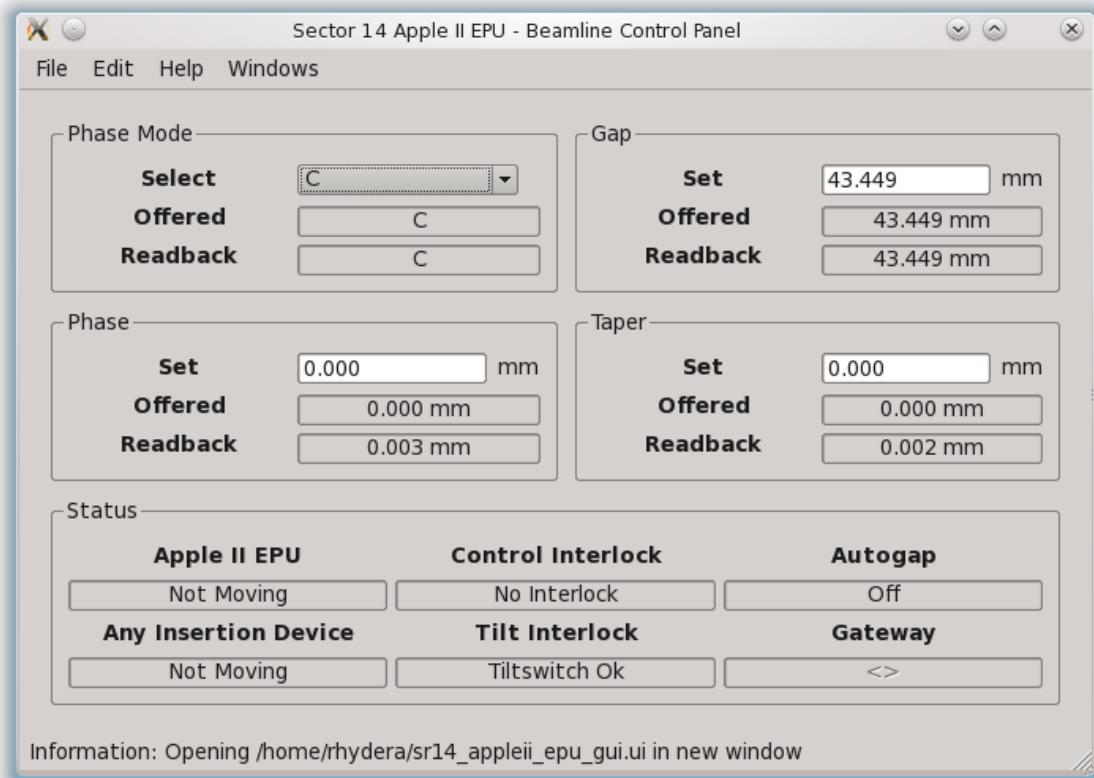 Sector 14 Apple II EPU - Beamline Control Panel
File Edit Help Windows
Phase Mode
Select C
Offered C
Readback C
Gap
Set 43.449 mm
Offered 43.449 mm
Readback 43.449 mm
Phase
Set 0.000 mm
Offered 0.000 mm
Readback 0.003 mm
Taper
Set 0.000 mm
Offered 0.000 mm
Readback 0.002 mm
Status
Apple II EPU Control Interlock Autogap
Not Moving No Interlock Off
Any Insertion Device Tilt Interlock Gateway
Not Moving Tiltswitch Ok <>
Information: Opening /home/rhydera/sr14_appleii_epu_gui.ui in new window